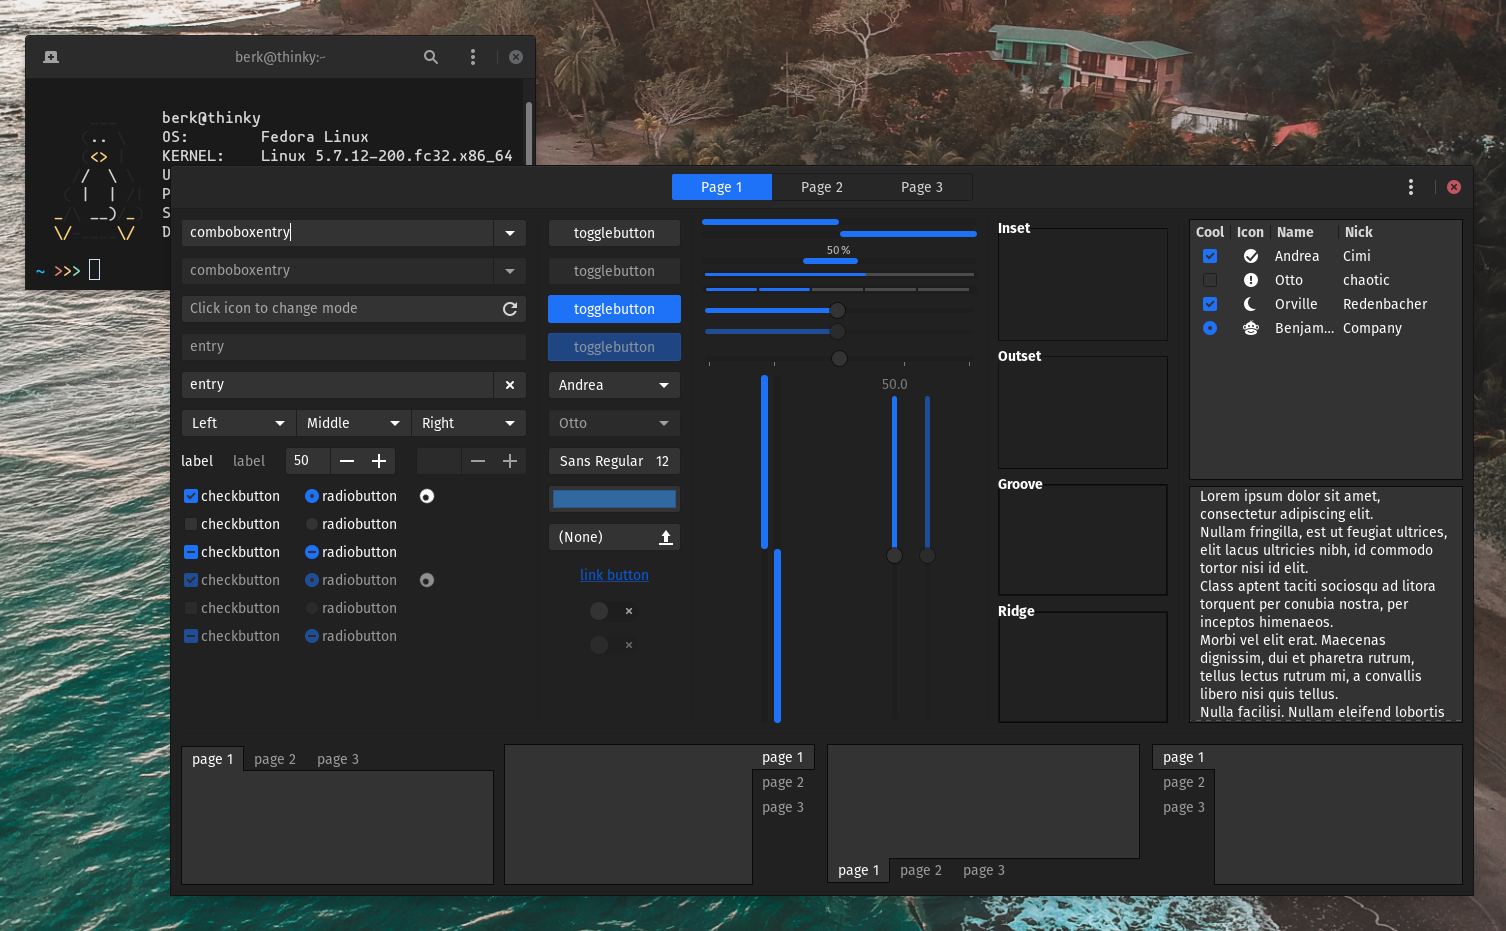 berk@thinky:~
berk@thinky
OS: Fedora Linux
KERNEL: Linux 5.7.12-200.fc32.x86_64
U
P
S
D
~ >>>
Page 1 Page 2 Page 3
comboboxentry
comboboxentry
Click icon to change mode
entry
entry
Left Middle Right
label label 50
checkbutton radiobutton
checkbutton radiobutton
checkbutton radiobutton
checkbutton radiobutton
checkbutton radiobutton
checkbutton radiobutton
togglebutton
togglebutton
togglebutton
togglebutton
Andrea
Otto
Sans Regular 12
(None)
link button
50 %
50.0
Inset
Outset
Groove
Ridge
Cool Icon Name Nick
Andrea Cimi
Otto chaotic
Orville Redenbacher
Benjam... Company
Lorem ipsum dolor sit amet,
consectetur adipiscing elit.
Nullam fringilla, est ut feugiat ultrices,
elit lacus ultricies nibh, id commodo
tortor nisi id elit.
Class aptent taciti sociosqu ad litora
torquent per conubia nostra, per
inceptos himenaeos.
Morbi vel elit erat. Maecenas
dignissim, dui et pharetra rutrum,
tellus lectus rutrum mi, a convallis
libero nisi quis tellus.
Nulla facilisi. Nullam eleifend lobortis
page 1 page 2 page 3
page 1
page 2
page 3
page 1 page 2 page 3
page 1
page 2
page 3